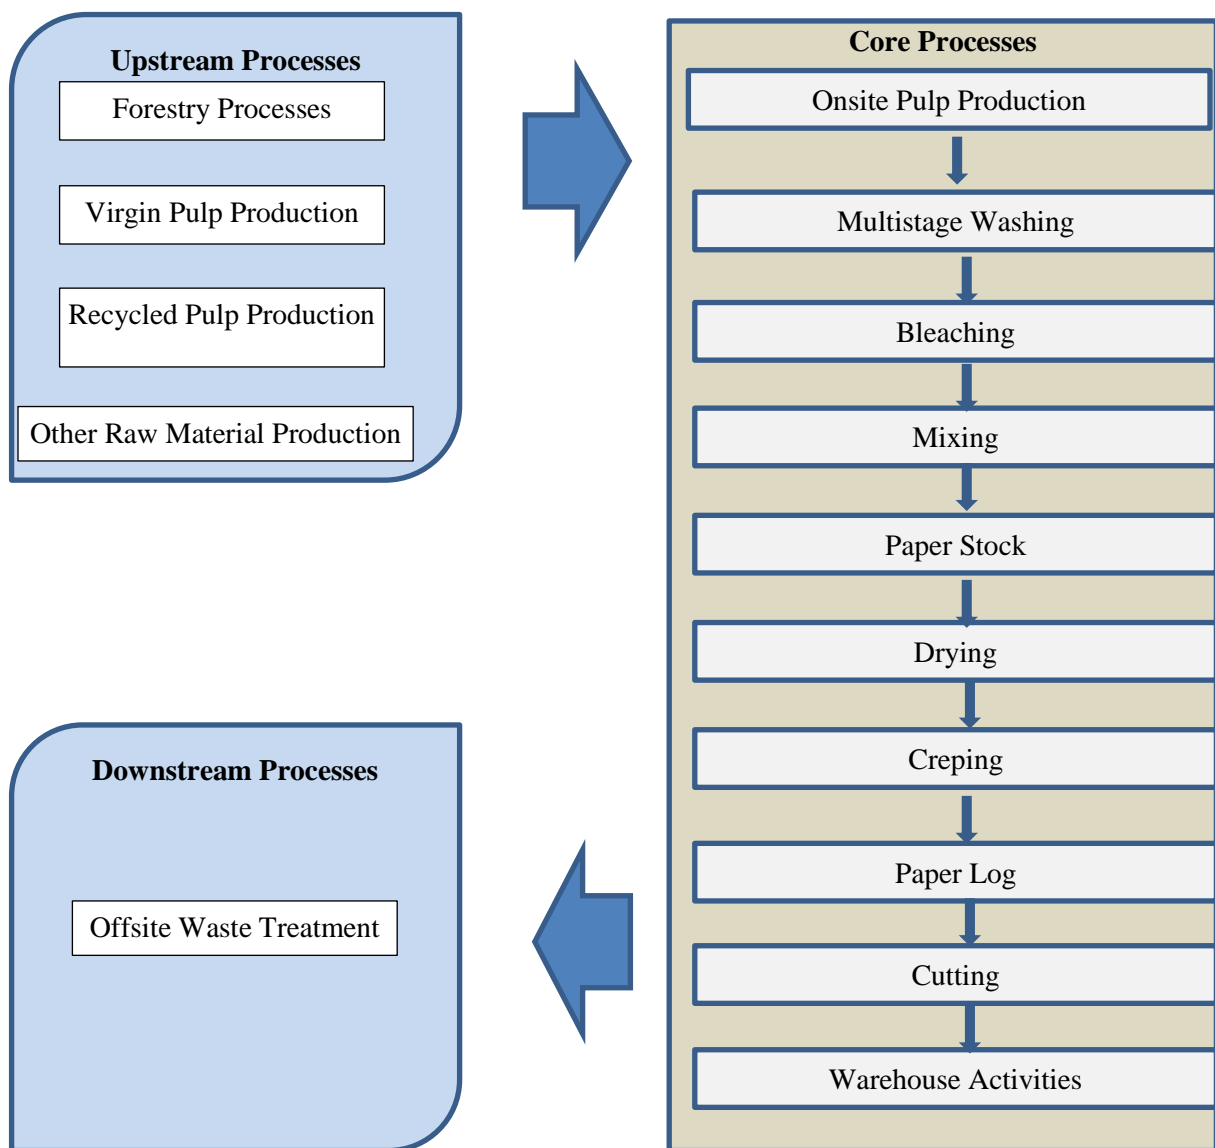 Upstream Processes
Forestry Processes
Virgin Pulp Production
Recycled Pulp Production
Other Raw Material Production
Core Processes
Onsite Pulp Production
Multistage Washing
Bleaching
Mixing
Paper Stock
Drying
Creping
Paper Log
Cutting
Warehouse Activities
Downstream Processes
Offsite Waste Treatment